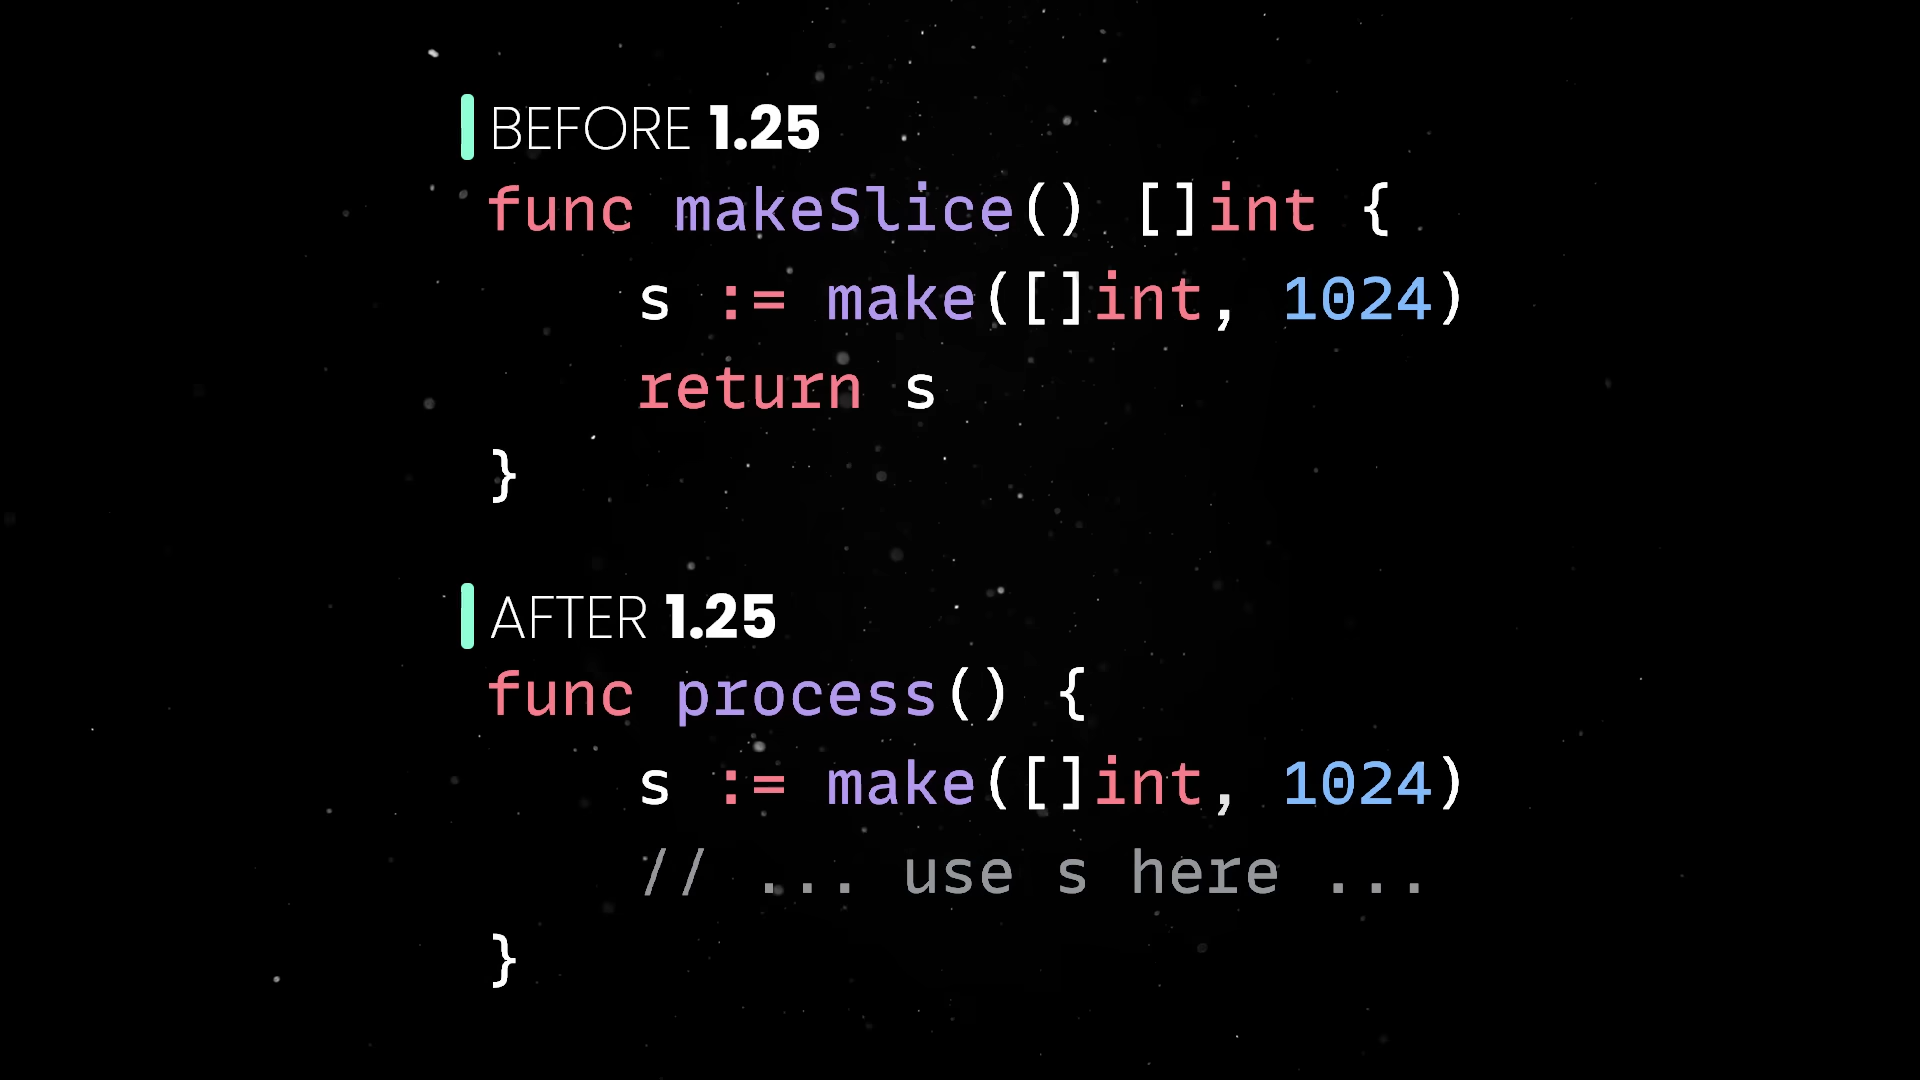 BEFORE 1.25
func makeSlice() []int {
    s := make([]int, 1024)
    return s
}
AFTER 1.25
func process() {
    s := make([]int, 1024)
    // ... use s here ...
}